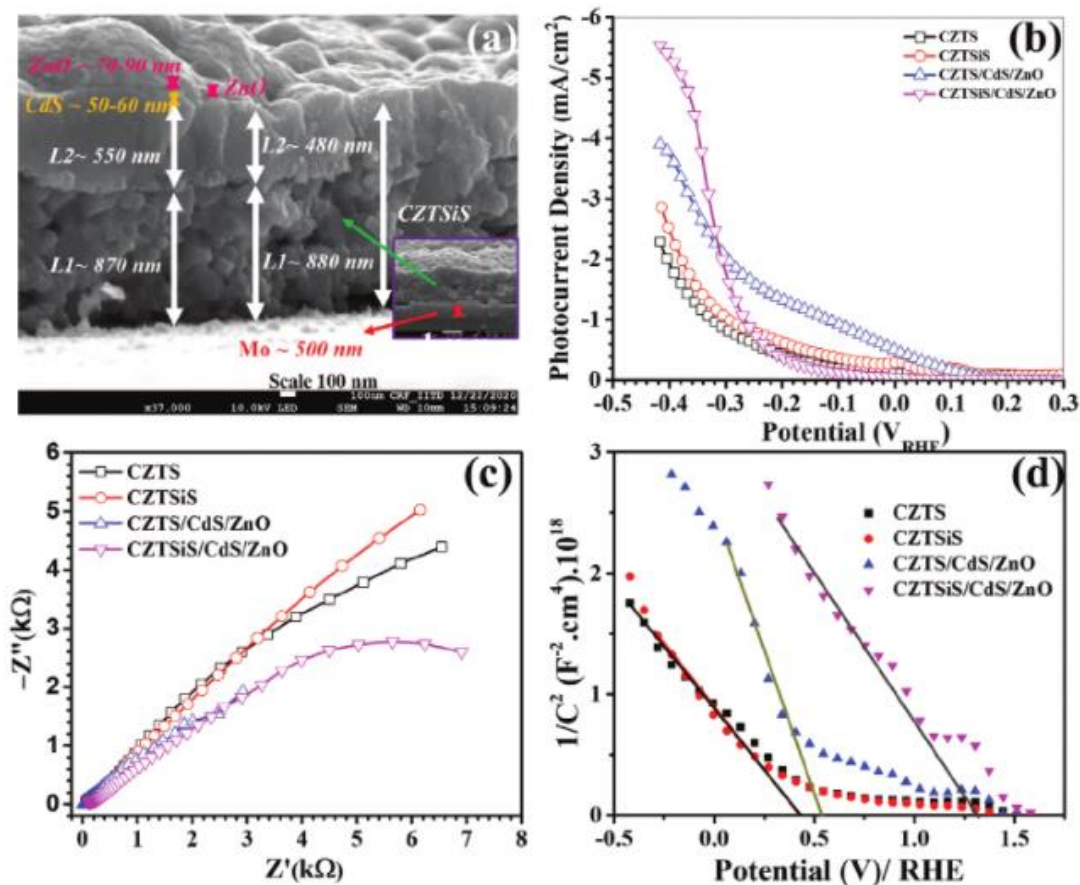 (a)
ZnO ~ 70-90 nm
ZnO
CdS ~ 50-60 nm
L2~ 550 nm
L2~ 480 nm
CZTSiS
L1~ 870 nm
L1~ 880 nm
Mo ~ 500 nm
Scale 100 nm
100nm CRF_IITD 12/22/2020
x37,000 10.0kV LED SEM WD 10mm 15:09:24
(b)
CZTS
CZTSiS
CZTS/CdS/ZnO
CZTSiS/CdS/ZnO
Photocurrent Density (mA/cm²)
-6
-5
-4
-3
-2
-1
0
-0.5 -0.4 -0.3 -0.2 -0.1 0.0 0.1 0.2 0.3
Potential (V_RHE)
(c)
CZTS
CZTSiS
CZTS/CdS/ZnO
CZTSiS/CdS/ZnO
−Z''(kΩ)
6
5
4
3
2
1
0
0 1 2 3 4 5 6 7 8
Z'(kΩ)
(d)
CZTS
CZTSiS
CZTS/CdS/ZnO
CZTSiS/CdS/ZnO
1/C² (F⁻².cm⁴).10¹⁸
3
2
1
0
-0.5 0.0 0.5 1.0 1.5
Potential (V)/ RHE